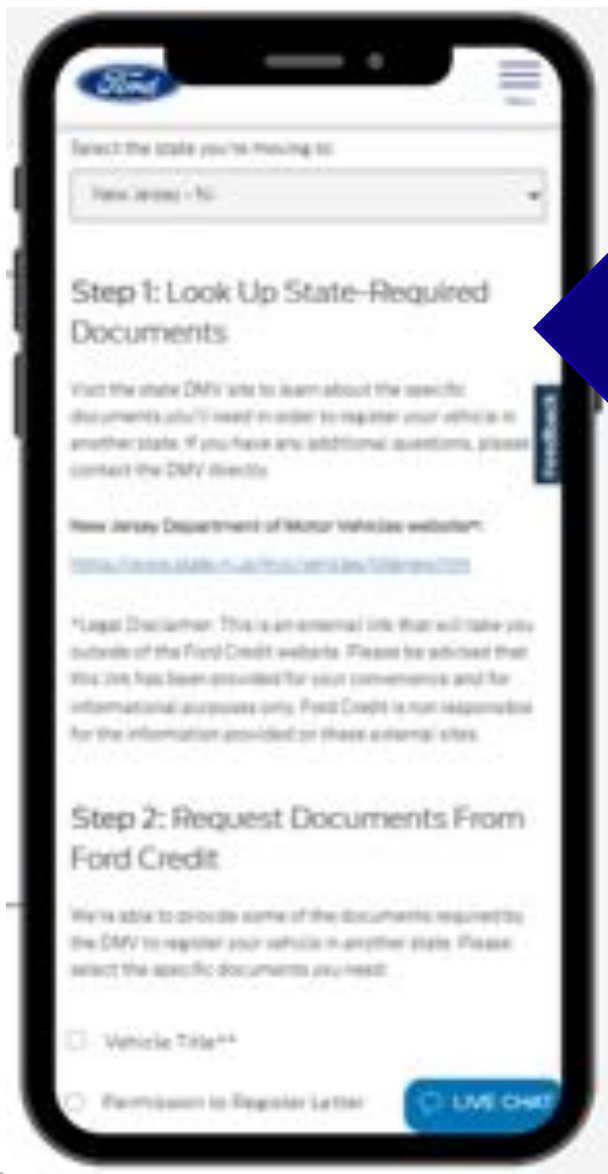 Ford
Menu
Select the state you're moving to
New Jersey - NJ
Step 1: Look Up State-Required
Documents
Visit the state DMV site to learn about the specific
documents you'll need in order to register your vehicle in
another state. If you have any additional questions, please
contact the DMV directly.
Feedback
New Jersey Department of Motor Vehicles website*:
*Legal Disclaimer: This is an external link that will take you
outside of the Ford Credit website. Please be advised that
this link has been provided for your convenience and for
informational purposes only. Ford Credit is not responsible
for the information provided on these external sites.
Step 2: Request Documents From
Ford Credit
We're able to provide some of the documents required by
the DMV to register your vehicle in another state. Please
select the specific documents you need:
Vehicle Title**
Permission to Register Letter
LIVE CHAT